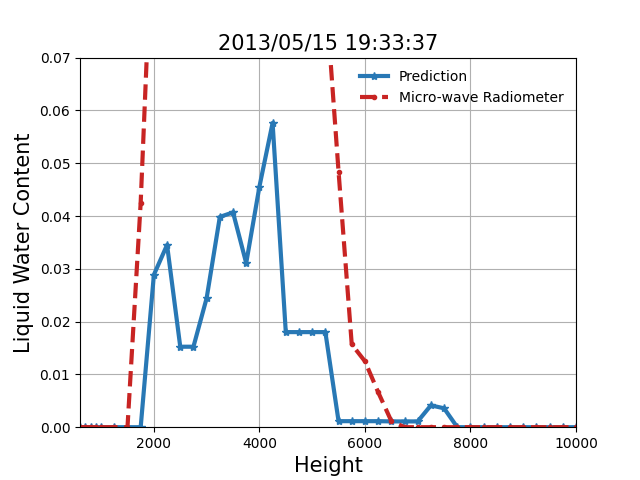 2013/05/15 19:33:37
Prediction
Micro-wave Radiometer
Liquid Water Content
0.07
0.06
0.05
0.04
0.03
0.02
0.01
0.00
2000 4000 6000 8000 10000
Height